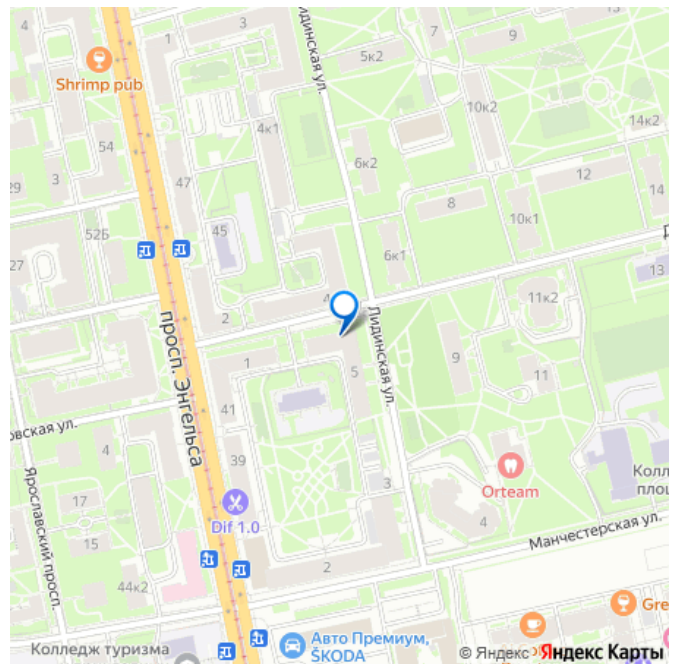 4
1
3
Лидинская ул.
5к2
7
9
Shrimp pub
10к2
4к1
14к2
54
6к2
29
3
47
12
8
14
10к1
52Б
45
27
6к1
Д
13
4
2
11к2
Лидинская ул.
просп. Энгельса
1
9
5
11
41
овская ул.
4
39
Orteam
Колл
площ
17
Dif 1.0
3
4
15
Манчестерская ул.
Ярославский просп.
2
44к2
Gre
Колледж туризма
Авто Премиум,
ŠKODA
© Яндекс
Яндекс Карты